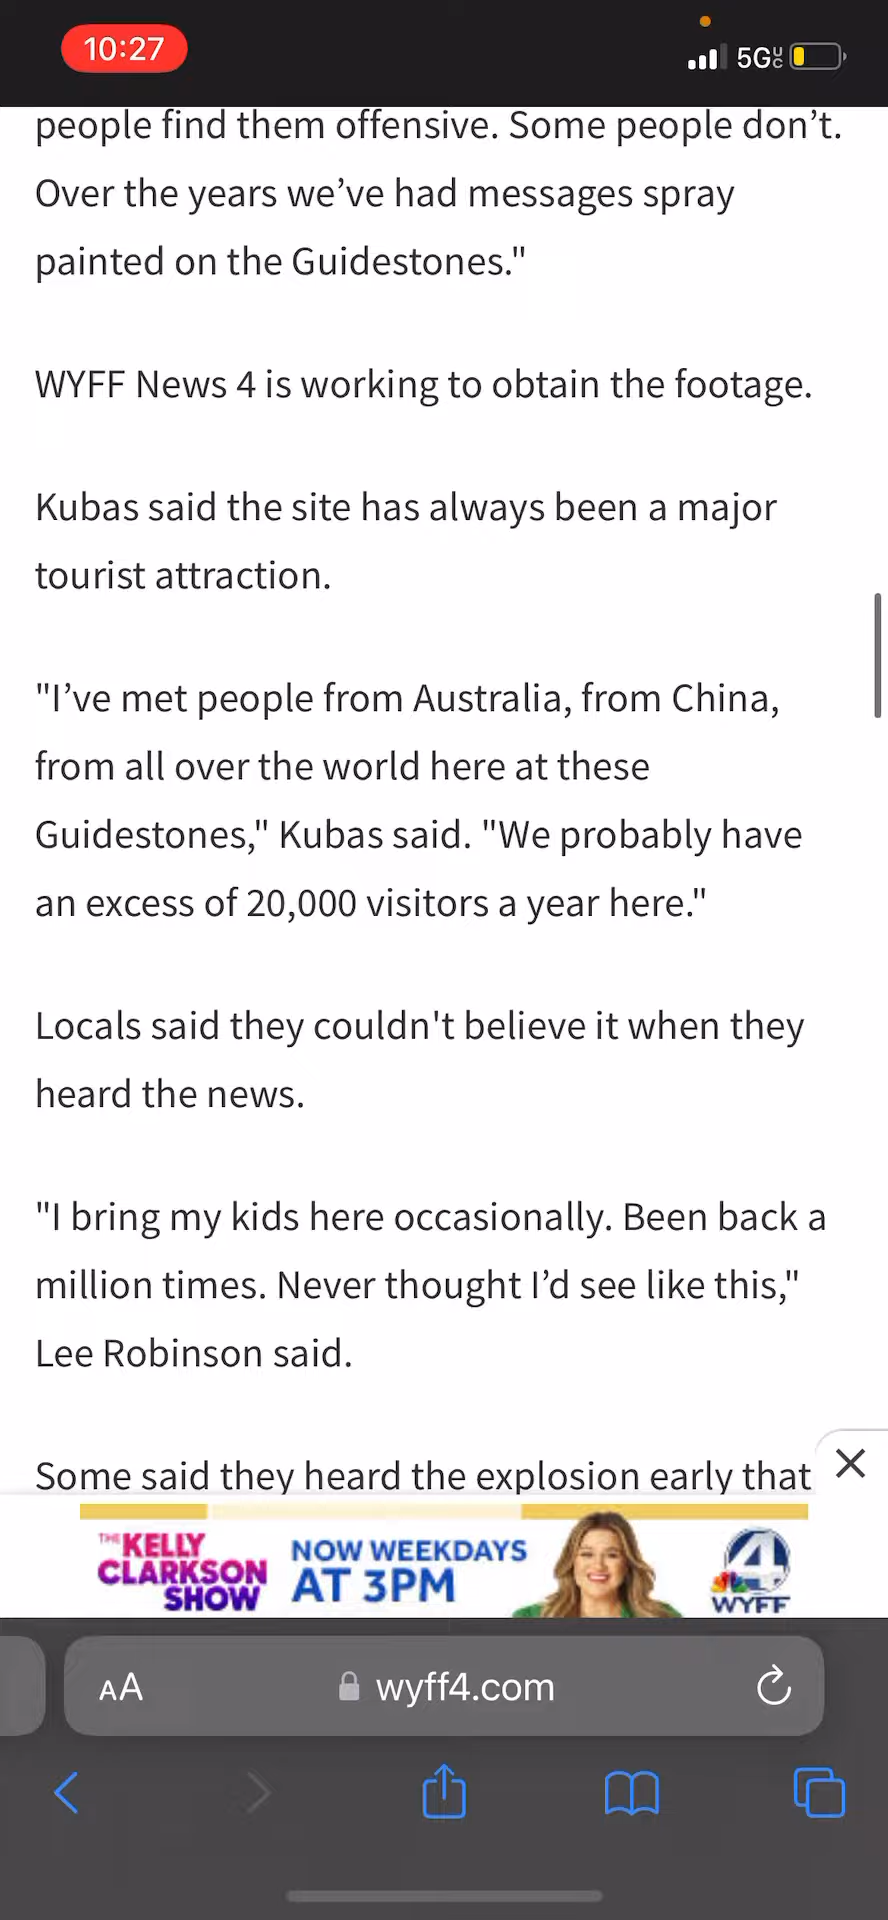 10:27
5G UC
people find them offensive. Some people don’t.
Over the years we’ve had messages spray
painted on the Guidestones."
WYFF News 4 is working to obtain the footage.
Kubas said the site has always been a major
tourist attraction.
"I’ve met people from Australia, from China,
from all over the world here at these
Guidestones," Kubas said. "We probably have
an excess of 20,000 visitors a year here."
Locals said they couldn't believe it when they
heard the news.
"I bring my kids here occasionally. Been back a
million times. Never thought I’d see like this,"
Lee Robinson said.
Some said they heard the explosion early that
THE KELLY
CLARKSON
SHOW
NOW WEEKDAYS
AT 3PM
4
WYFF
AA
wyff4.com